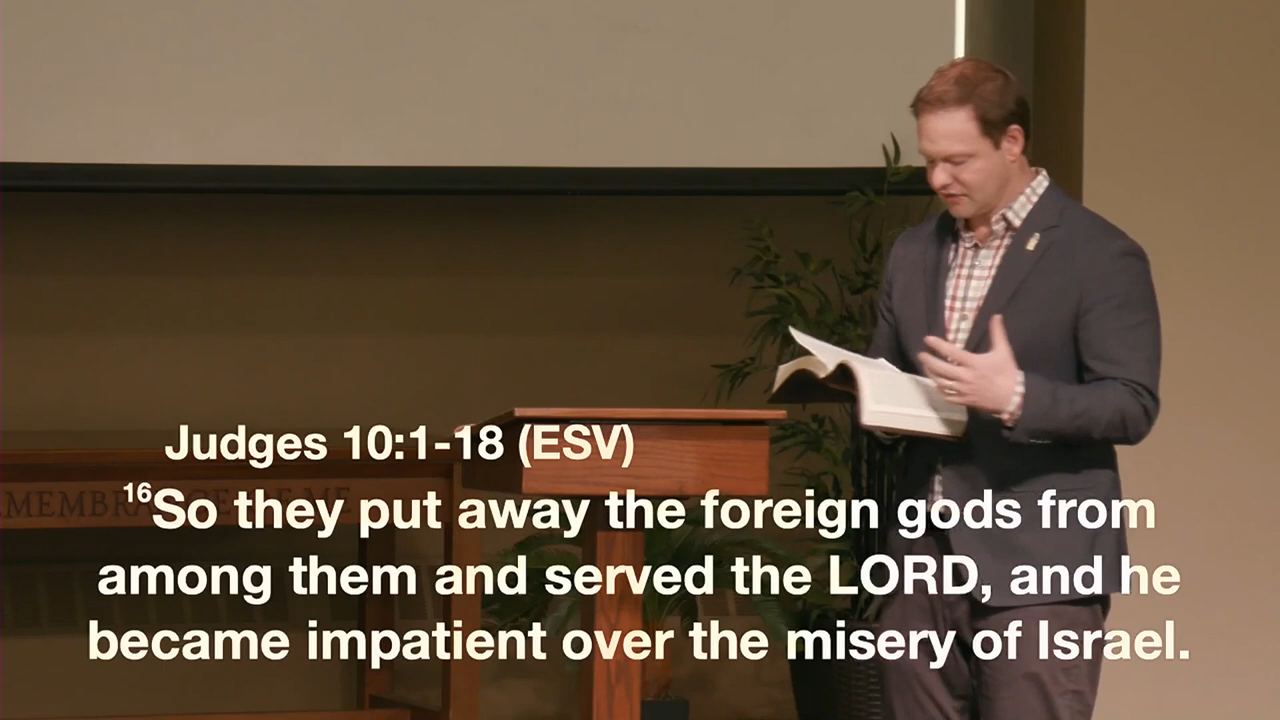 Judges 10:1-18 (ESV)
16So they put away the foreign gods from
among them and served the LORD, and he
became impatient over the misery of Israel.